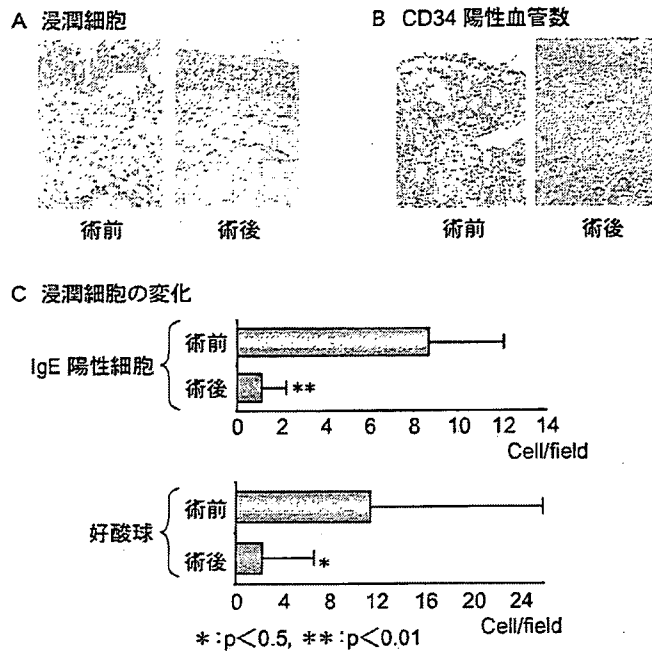 A 浸潤細胞
B CD34 陽性血管数
術前
術後
術前
術後
C 浸潤細胞の変化
IgE 陽性細胞
術前
術後
**
0 2 4 6 8 10 12 14
Cell/field
好酸球
術前
術後
*
0 4 8 12 16 20 24
Cell/field
*:p<0.5, **:p<0.01